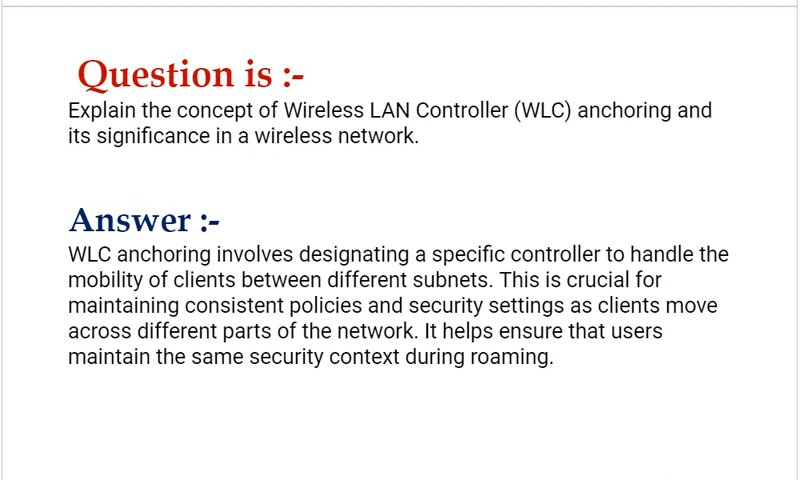 Question is :-
Explain the concept of Wireless LAN Controller (WLC) anchoring and
its significance in a wireless network.
Answer :-
WLC anchoring involves designating a specific controller to handle the
mobility of clients between different subnets. This is crucial for
maintaining consistent policies and security settings as clients move
across different parts of the network. It helps ensure that users
maintain the same security context during roaming.